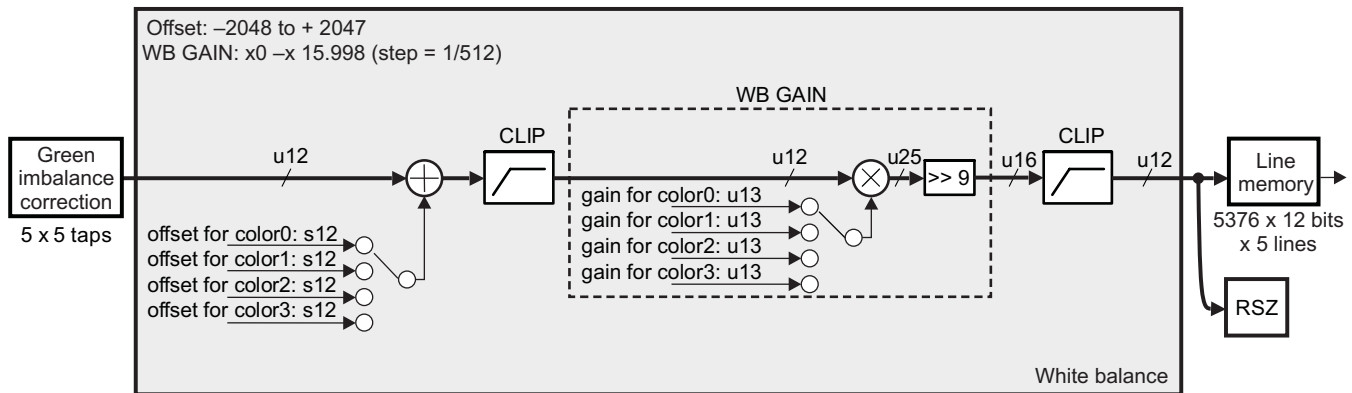 Offset: –2048 to + 2047
WB GAIN: x0 –x 15.998 (step = 1/512)
WB GAIN
Green
imbalance
correction
5 x 5 taps
u12
CLIP
u12
u25
>> 9
u16
CLIP
u12
Line
memory
5376 x 12 bits
x 5 lines
offset for color0: s12
offset for color1: s12
offset for color2: s12
offset for color3: s12
gain for color0: u13
gain for color1: u13
gain for color2: u13
gain for color3: u13
RSZ
White balance